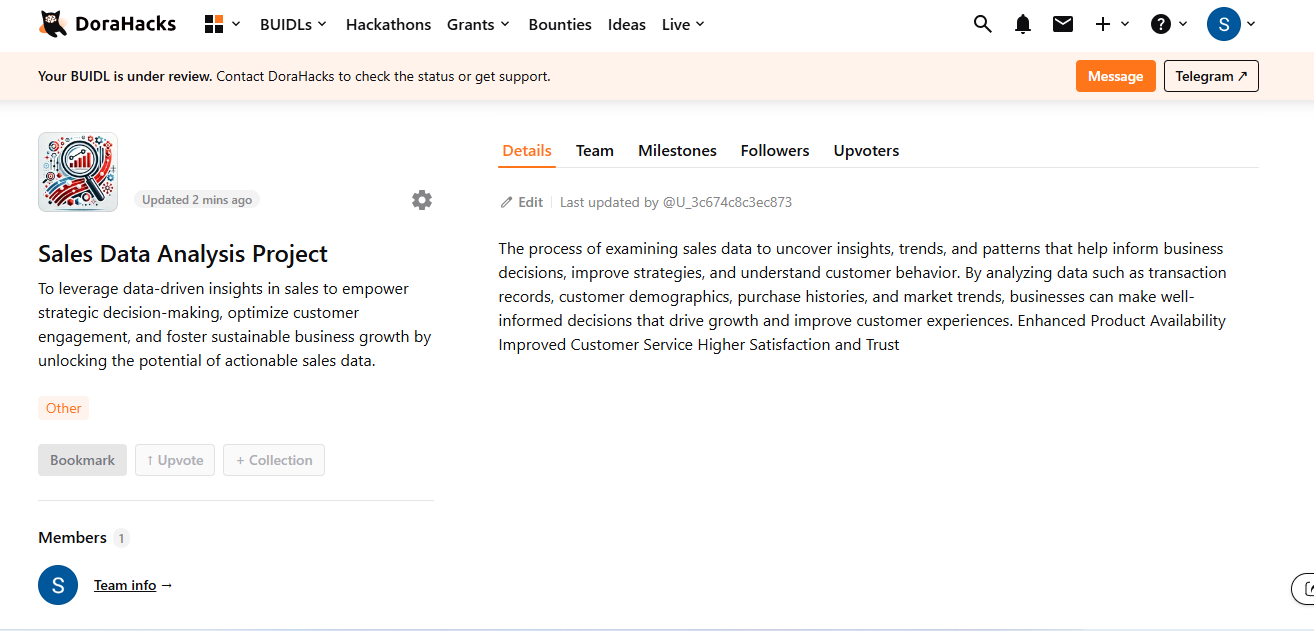 DoraHacks BUIDLs Hackathons Grants Bounties Ideas Live ? S
Your BUIDL is under review. Contact DoraHacks to check the status or get support. Message Telegram ↗
Updated 2 mins ago
Sales Data Analysis Project
To leverage data-driven insights in sales to empower
strategic decision-making, optimize customer
engagement, and foster sustainable business growth by
unlocking the potential of actionable sales data.
Other
Bookmark ↑ Upvote + Collection
Members 1
S Team info →
Details Team Milestones Followers Upvoters
Edit Last updated by @U_3c674c8c3ec873
The process of examining sales data to uncover insights, trends, and patterns that help inform business
decisions, improve strategies, and understand customer behavior. By analyzing data such as transaction
records, customer demographics, purchase histories, and market trends, businesses can make well-
informed decisions that drive growth and improve customer experiences. Enhanced Product Availability
Improved Customer Service Higher Satisfaction and Trust